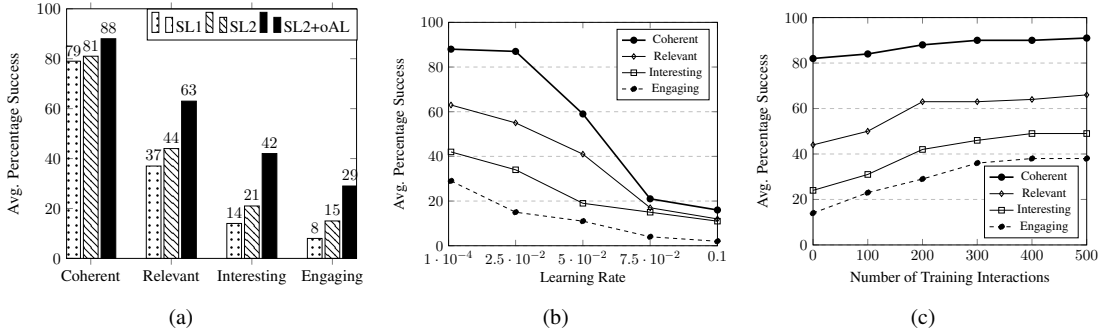 Avg. Percentage Success
100
80
60
40
20
0
SL1 SL2 SL2+oAL
79 81 88
37 44 63
14 21 42
8 15 29
Coherent Relevant Interesting Engaging
(a)
Avg. Percentage Success
100
80
60
40
20
0
Coherent
Relevant
Interesting
Engaging
1 · 10⁻⁴ 2.5 · 10⁻² 5 · 10⁻² 7.5 · 10⁻² 0.1
Learning Rate
(b)
Avg. Percentage Success
100
80
60
40
20
0
Coherent
Relevant
Interesting
Engaging
0 100 200 300 400 500
Number of Training Interactions
(c)